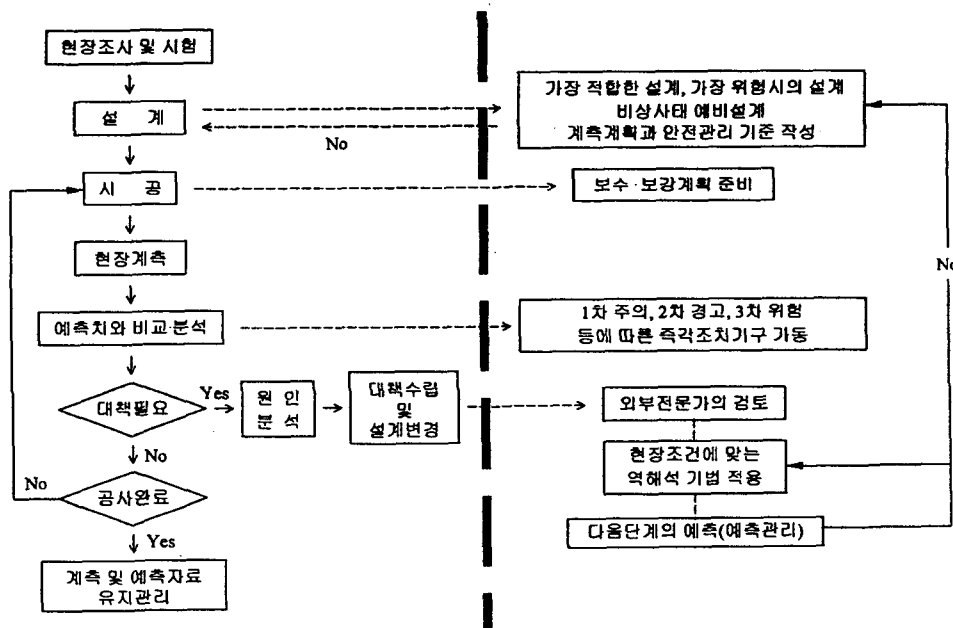 현장조사 및 시험
설 계
No
가장 적합한 설계, 가장 위험시의 설계
비상사태 예비설계
계측계획과 안전관리 기준 작성
시 공
보수·보강계획 준비
현장계측
No
예측치와 비교·분석
1차 주의, 2차 경고, 3차 위험
등에 따른 즉각조치기구 가동
대책필요
Yes
원 인
분 석
대책수립
및
설계변경
외부전문가의 검토
No
현장조건에 맞는
역해석 기법 적용
No
공사완료
다음단계의 예측(예측관리)
Yes
계측 및 예측자료
유지관리